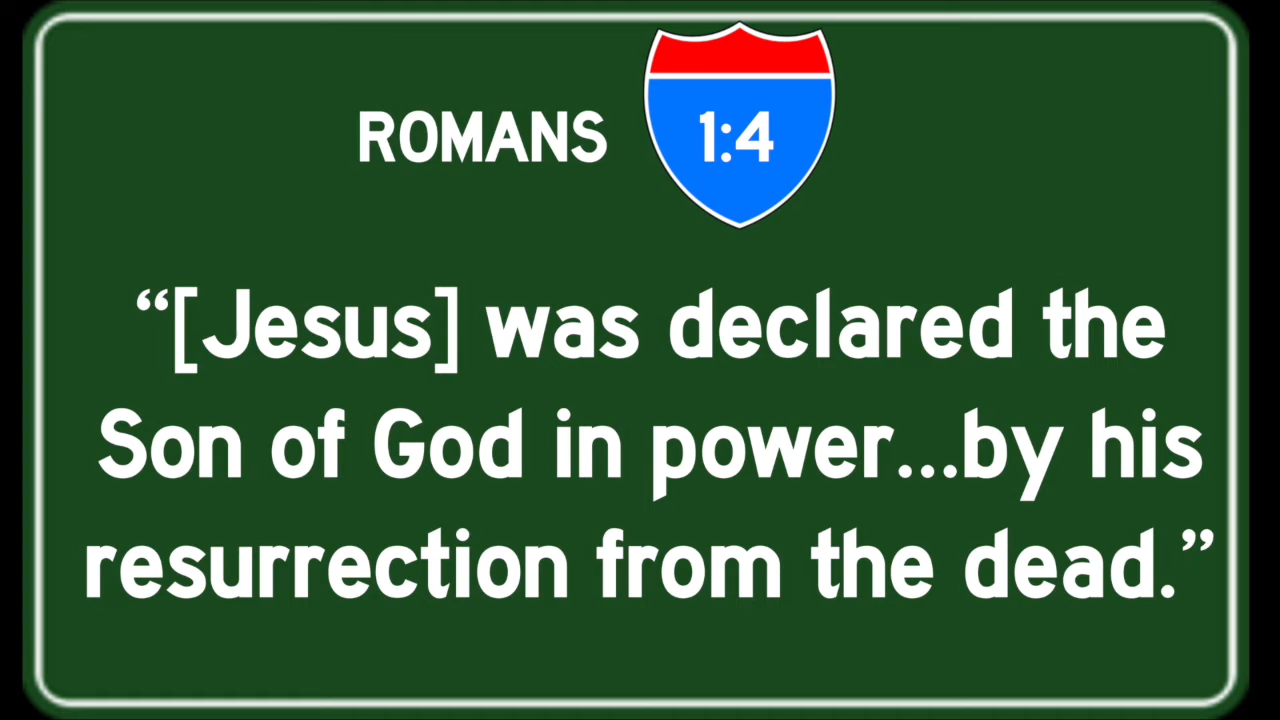 ROMANS 1:4
“[Jesus] was declared the
Son of God in power...by his
resurrection from the dead.”